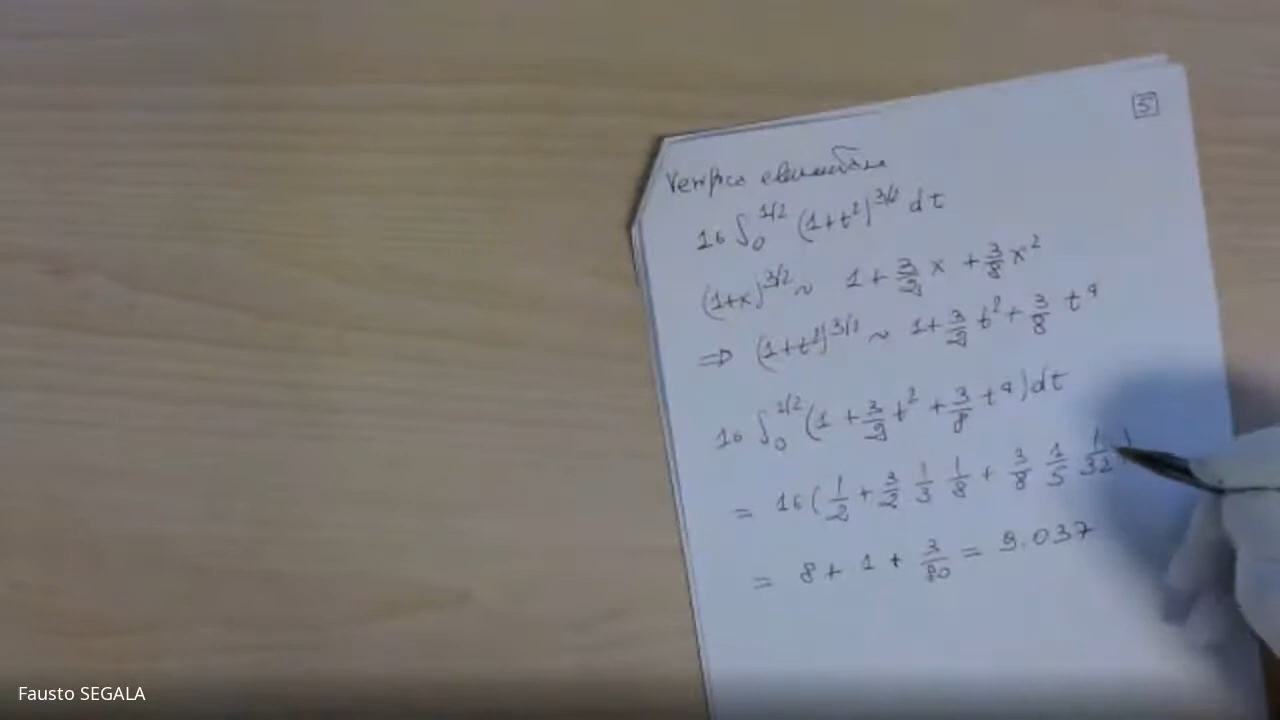 5
Verifica elementare
16 ∫₀^{1/2} (1+t²)^{3/2} dt
(1+x)^{3/2} ~ 1 + 3/2 x + 3/8 x²
⇒ (1+t²)^{3/2} ~ 1 + 3/2 t² + 3/8 t⁴
16 ∫₀^{1/2} (1 + 3/2 t² + 3/8 t⁴) dt
= 16 ( 1/2 + 3/2 1/3 1/8 + 3/8 1/5 1/32 )
= 8 + 1 + 3/80 = 9.037
Fausto SEGALA